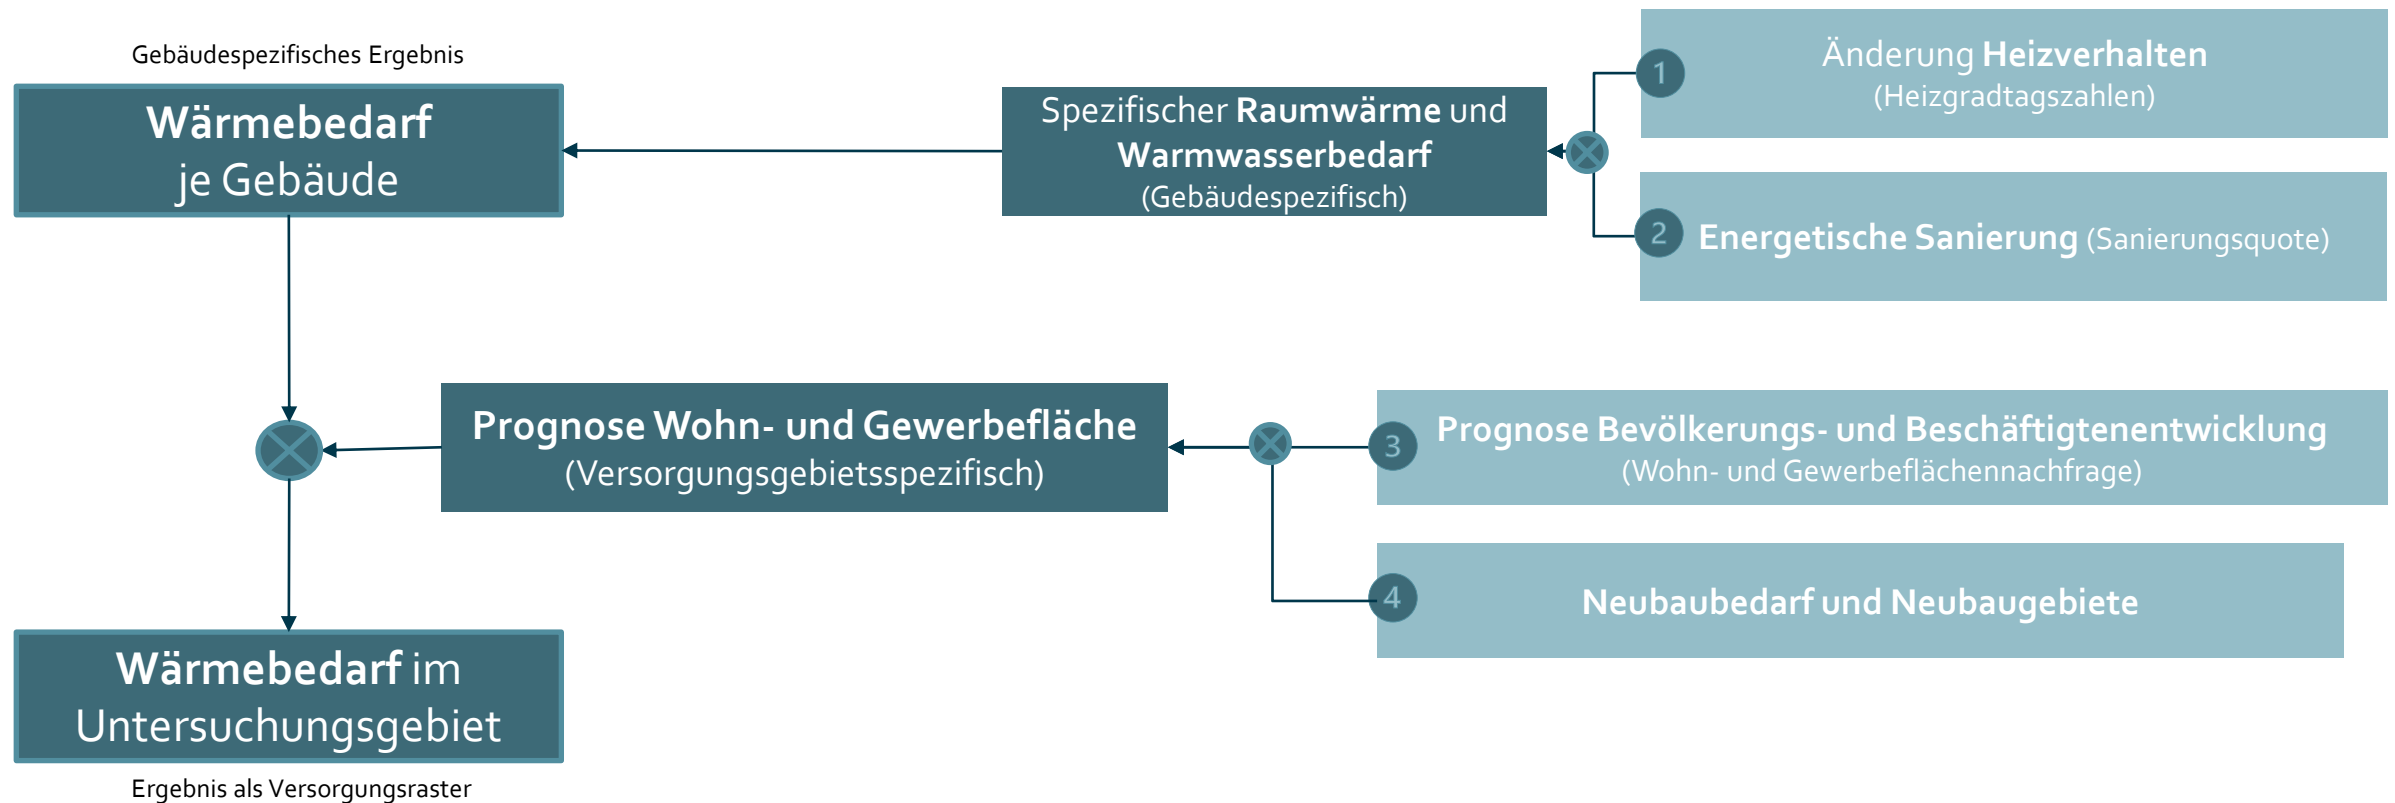 Gebäudespezifisches Ergebnis
Wärmebedarf
je Gebäude
Spezifischer Raumwärme und
Warmwasserbedarf
(Gebäudespezifisch)
1
Änderung Heizverhalten
(Heizgradtagszahlen)
2
Energetische Sanierung (Sanierungsquote)
Prognose Wohn- und Gewerbefläche
(Versorgungsgebietsspezifisch)
3
Prognose Bevölkerungs- und Beschäftigtenentwicklung
(Wohn- und Gewerbeflächennachfrage)
4
Neubaubedarf und Neubaugebiete
Wärmebedarf im
Untersuchungsgebiet
Ergebnis als Versorgungsraster